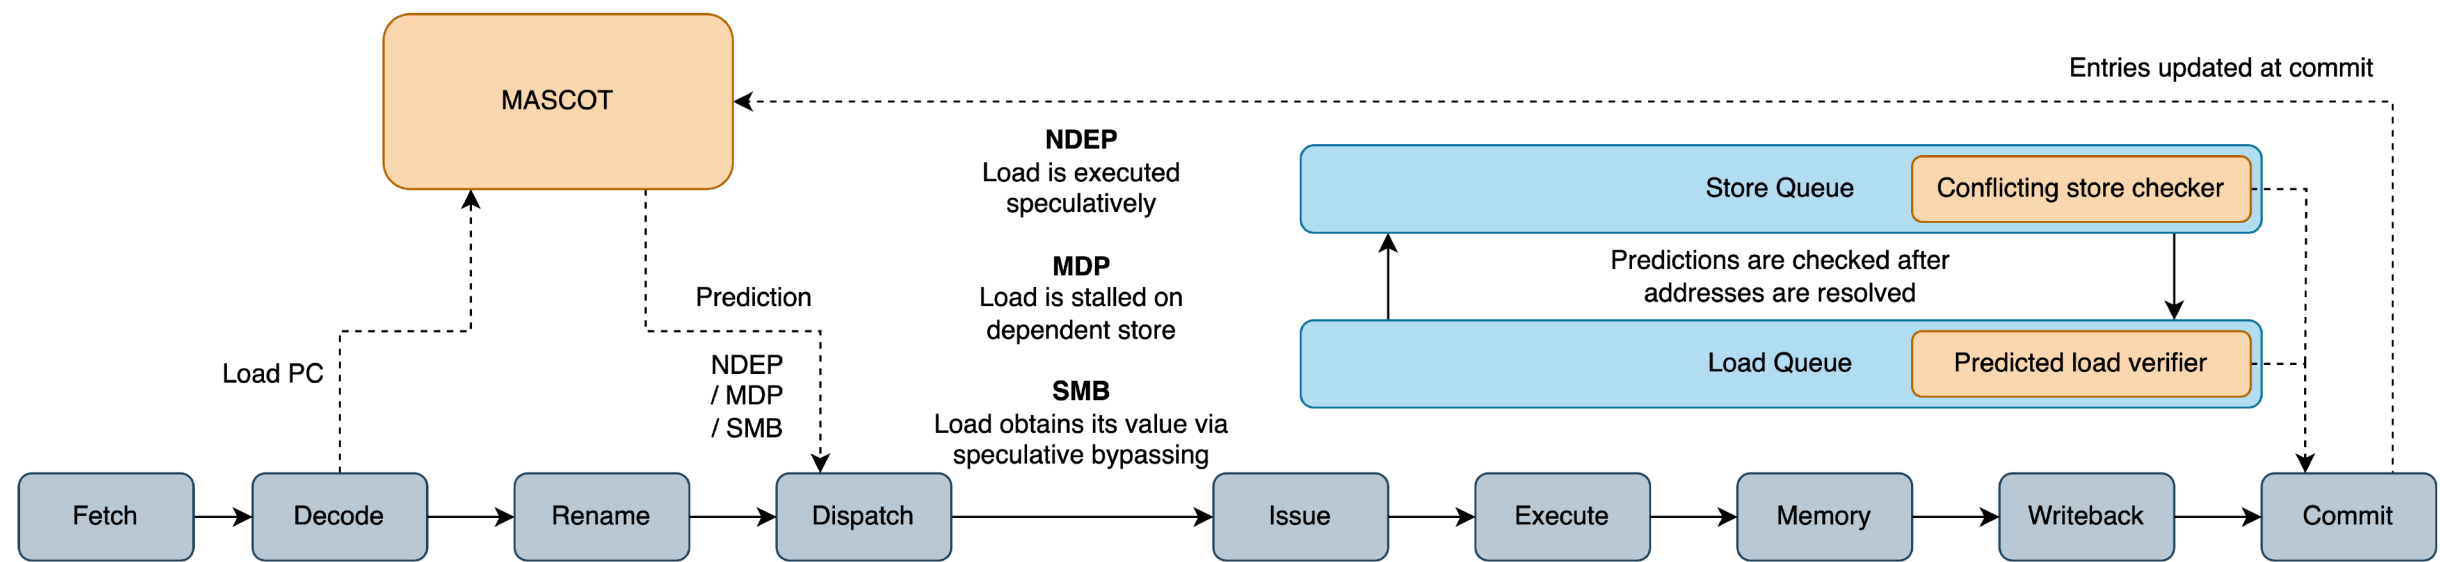 MASCOT
Entries updated at commit
NDEP
Load is executed
speculatively
MDP
Load is stalled on
dependent store
SMB
Load obtains its value via
speculative bypassing
Store Queue
Conflicting store checker
Predictions are checked after
addresses are resolved
Load Queue
Predicted load verifier
Load PC
Prediction
NDEP
/ MDP
/ SMB
Fetch
Decode
Rename
Dispatch
Issue
Execute
Memory
Writeback
Commit